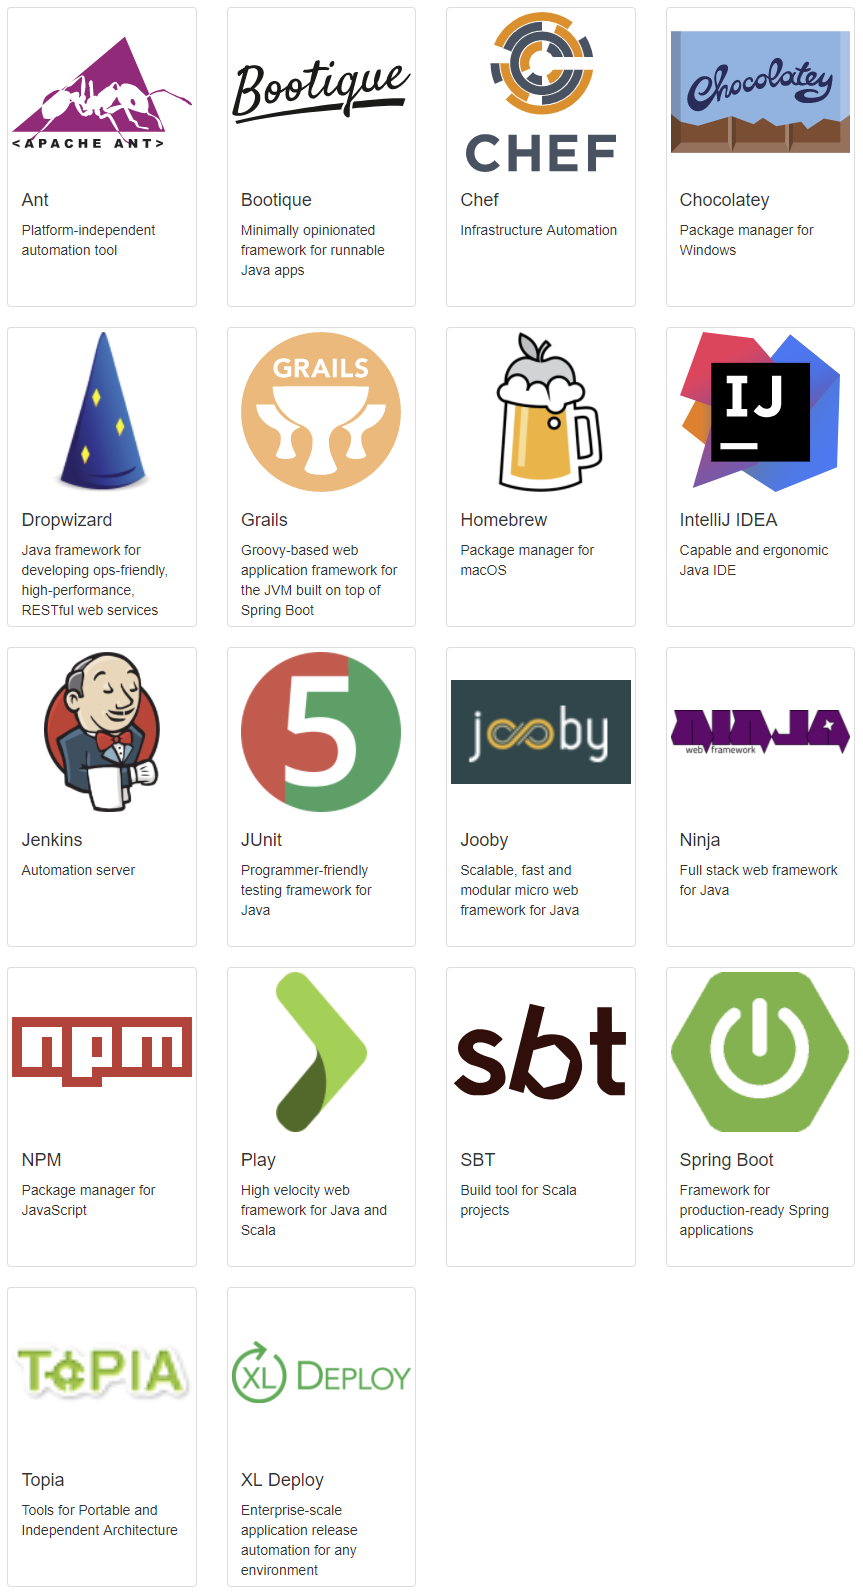 <APACHE ANT>
Ant
Platform-independent
automation tool
Bootique
Bootique
Minimally opinionated
framework for runnable
Java apps
CHEF
Chef
Infrastructure Automation
Chocolatey
Chocolatey
Package manager for
Windows
Dropwizard
Java framework for
developing ops-friendly,
high-performance,
RESTful web services
GRAILS
Grails
Groovy-based web
application framework for
the JVM built on top of
Spring Boot
Homebrew
Package manager for
macOS
IJ
IntelliJ IDEA
Capable and ergonomic
Java IDE
Jenkins
Automation server
5
JUnit
Programmer-friendly
testing framework for
Java
jooby
Jooby
Scalable, fast and
modular micro web
framework for Java
NINJA
web framework
Ninja
Full stack web framework
for Java
npm
NPM
Package manager for
JavaScript
Play
High velocity web
framework for Java and
Scala
sbt
SBT
Build tool for Scala
projects
Spring Boot
Framework for
production-ready Spring
applications
TOPIA
Topia
Tools for Portable and
Independent Architecture
XL DEPLOY
XL Deploy
Enterprise-scale
application release
automation for any
environment